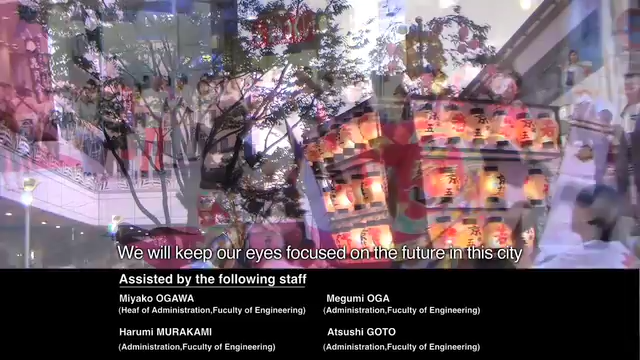 京
五
We will keep our eyes focused on the future in this city
Assisted by the following staff
Miyako OGAWA
Megumi OGA
(Heaf of Administration,Fuculty of Engineering)
(Administration,Fuculty of Engineering)
Harumi MURAKAMI
Atsushi GOTO
(Administration,Fuculty of Engineering)
(Administration,Fuculty of Engineering)